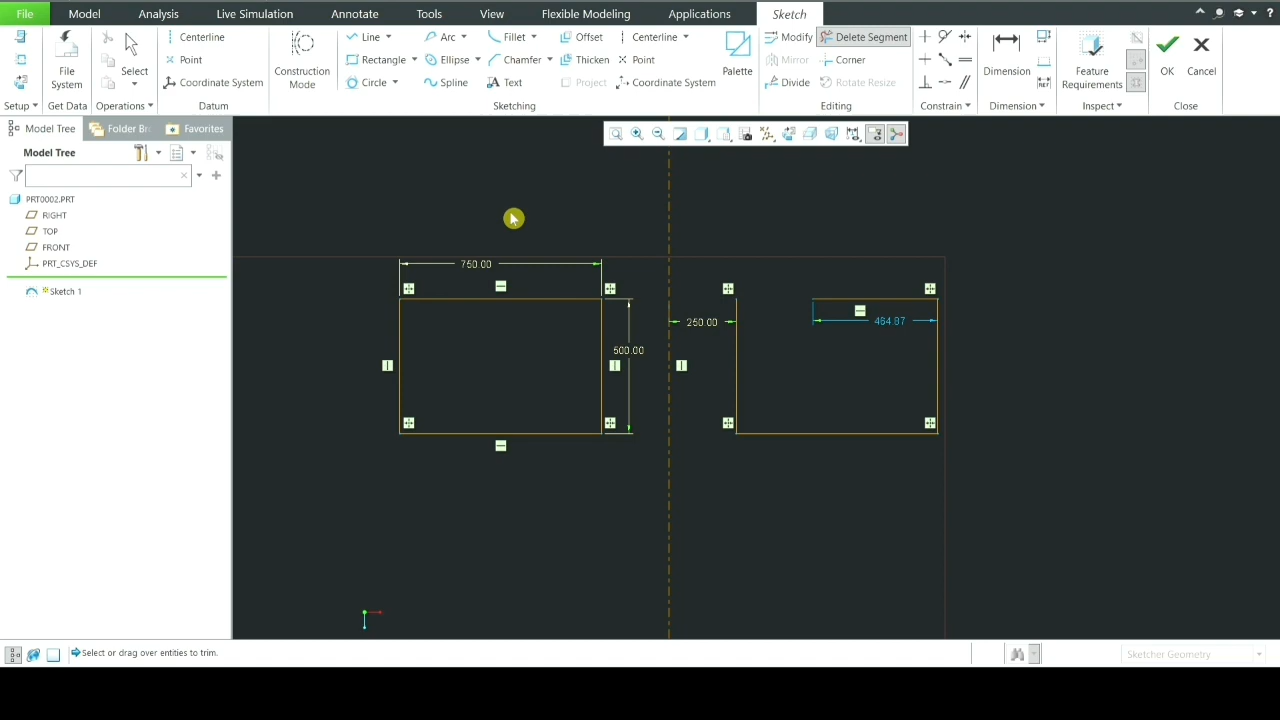 File Model Analysis Live Simulation Annotate Tools View Flexible Modeling Applications Sketch
Centerline Line Arc Fillet Offset Centerline Modify Delete Segment
Point Rectangle Ellipse Chamfer Thicken Point Mirror Corner
Coordinate System Circle Spline Text Project Coordinate System Divide Rotate Resize
File
System
Select
Construction
Mode
Palette
Dimension
Feature
Requirements
OK
Cancel
Setup Get Data Operations Datum Sketching Editing Constrain Dimension Inspect Close
Model Tree Folder Br Favorites
Model Tree
PRT0002.PRT
RIGHT
TOP
FRONT
PRT_CSYS_DEF
Sketch 1
750.00
250.00
464.87
500.00
Select or drag over entities to trim.
Sketcher Geometry